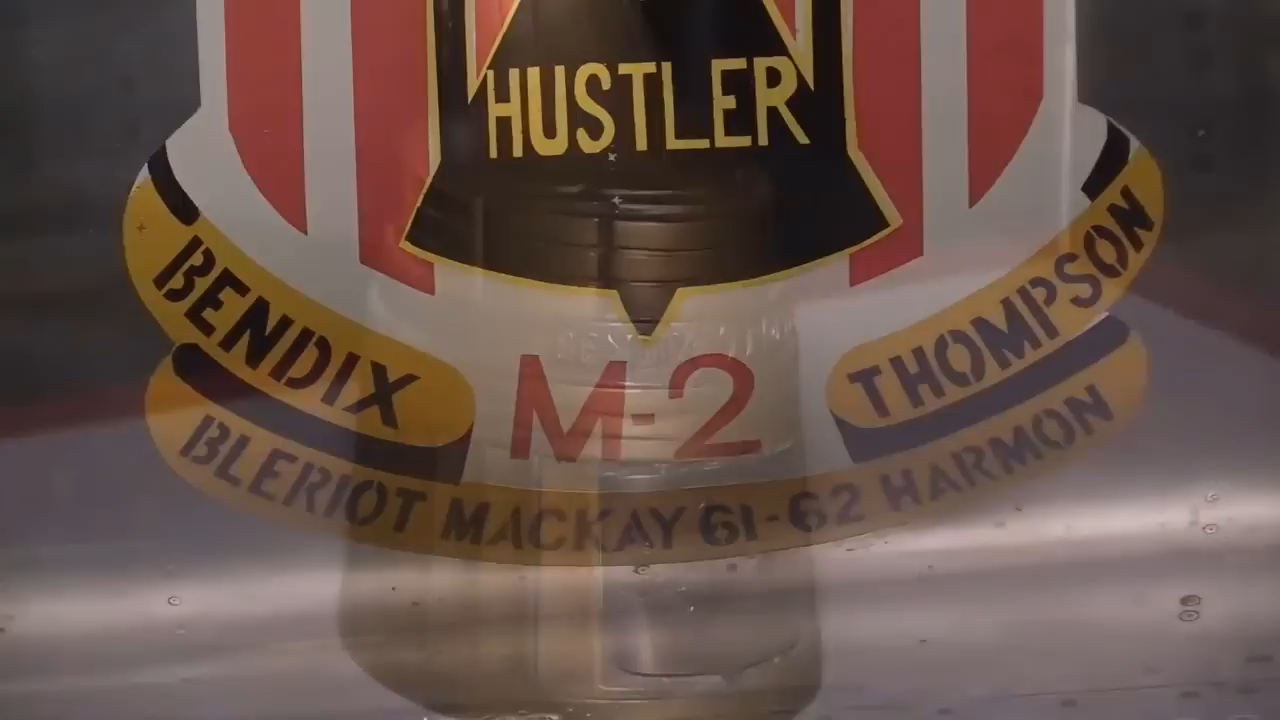 HUSTLER
BENDIX
M-2
THOMPSON
BLERIOT MACKAY 61-62 HARMON